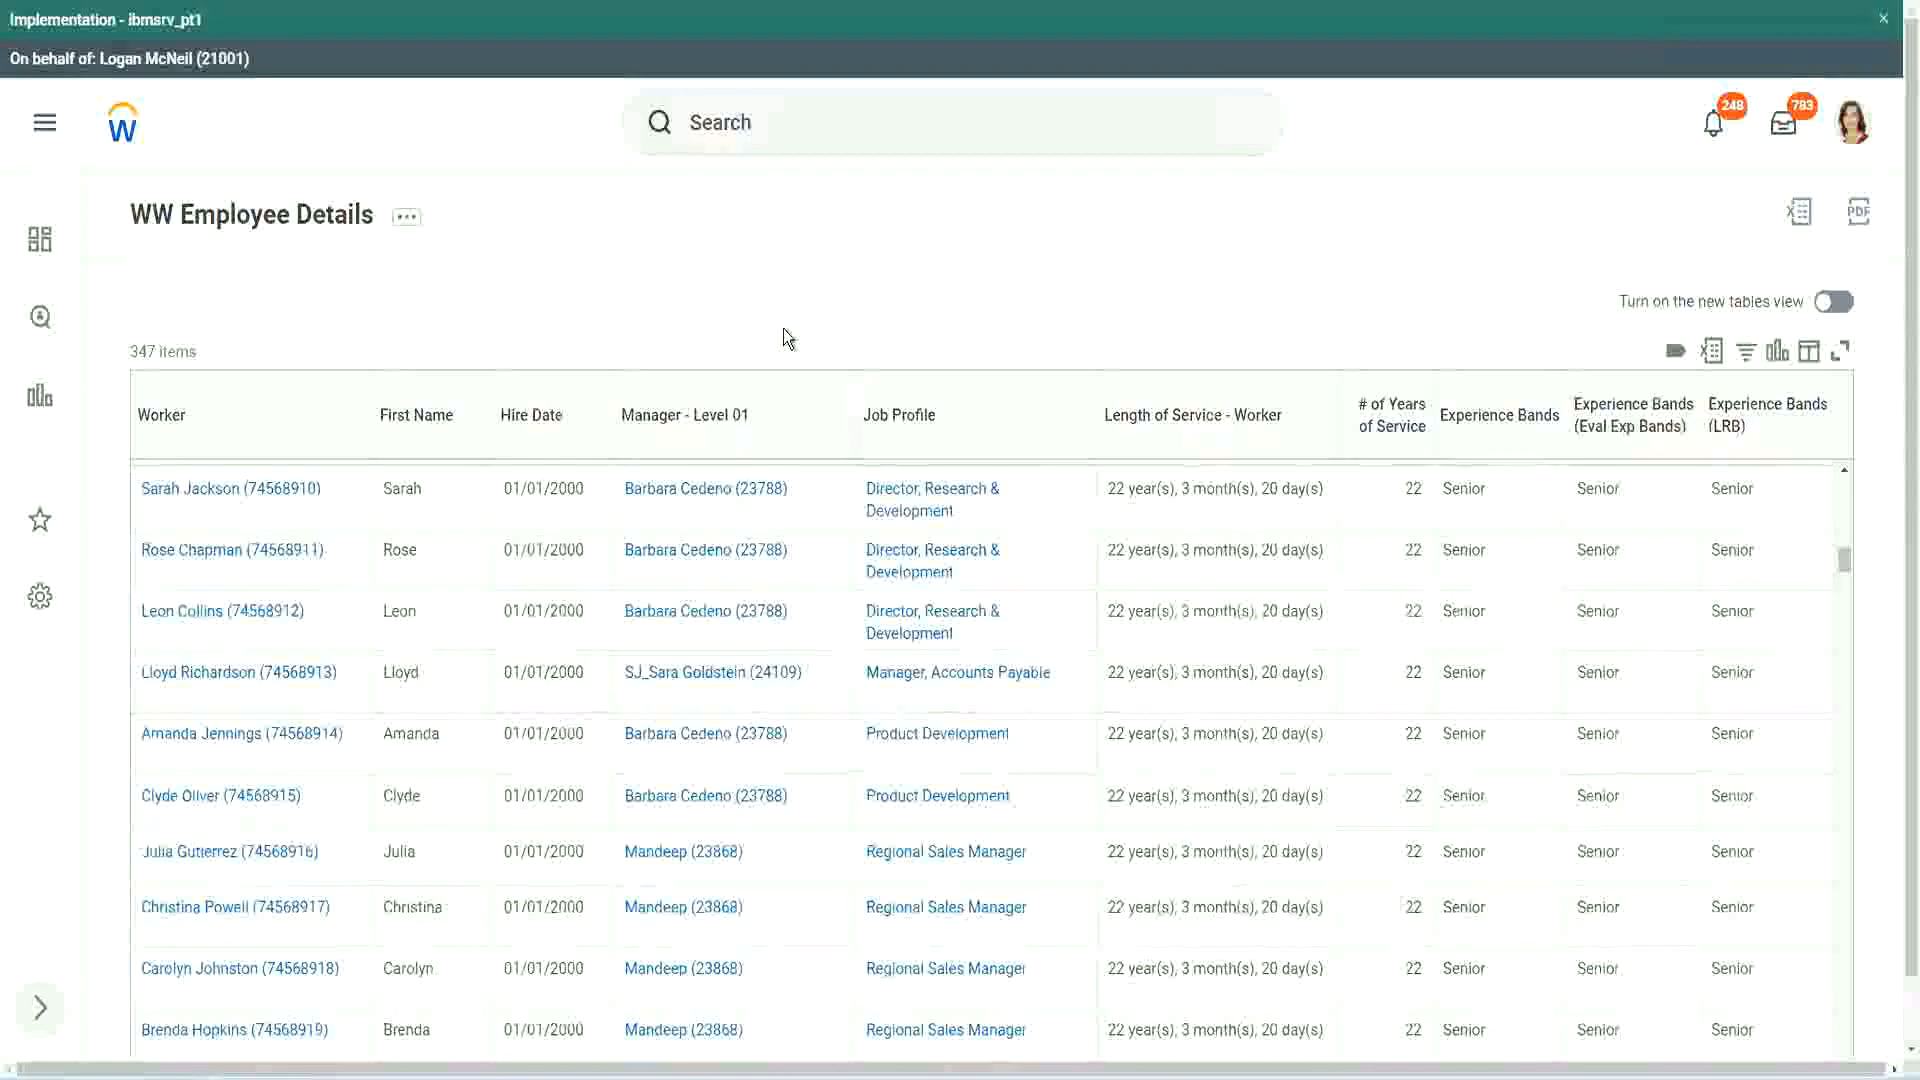 Implementation - ibmsrv_pt1
On behalf of: Logan McNeil (21001)
W
Search
248
783
WW Employee Details
PDF
Turn on the new tables view
347 items
Worker First Name Hire Date Manager - Level 01 Job Profile Length of Service - Worker # of Years of Service Experience Bands Experience Bands (Eval Exp Bands) Experience Bands (LRB)
Sarah Jackson (74568910) Sarah 01/01/2000 Barbara Cedeno (23788) Director, Research & Development 22 year(s), 3 month(s), 20 day(s) 22 Senior Senior Senior
Rose Chapman (74568911) Rose 01/01/2000 Barbara Cedeno (23788) Director, Research & Development 22 year(s), 3 month(s), 20 day(s) 22 Senior Senior Senior
Leon Collins (74568912) Leon 01/01/2000 Barbara Cedeno (23788) Director, Research & Development 22 year(s), 3 month(s), 20 day(s) 22 Senior Senior Senior
Lloyd Richardson (74568913) Lloyd 01/01/2000 SJ_Sara Goldstein (24109) Manager, Accounts Payable 22 year(s), 3 month(s), 20 day(s) 22 Senior Senior Senior
Amanda Jennings (74568914) Amanda 01/01/2000 Barbara Cedeno (23788) Product Development 22 year(s), 3 month(s), 20 day(s) 22 Senior Senior Senior
Clyde Oliver (74568915) Clyde 01/01/2000 Barbara Cedeno (23788) Product Development 22 year(s), 3 month(s), 20 day(s) 22 Senior Senior Senior
Julia Gutierrez (74568916) Julia 01/01/2000 Mandeep (23868) Regional Sales Manager 22 year(s), 3 month(s), 20 day(s) 22 Senior Senior Senior
Christina Powell (74568917) Christina 01/01/2000 Mandeep (23868) Regional Sales Manager 22 year(s), 3 month(s), 20 day(s) 22 Senior Senior Senior
Carolyn Johnston (74568918) Carolyn 01/01/2000 Mandeep (23868) Regional Sales Manager 22 year(s), 3 month(s), 20 day(s) 22 Senior Senior Senior
Brenda Hopkins (74568919) Brenda 01/01/2000 Mandeep (23868) Regional Sales Manager 22 year(s), 3 month(s), 20 day(s) 22 Senior Senior Senior